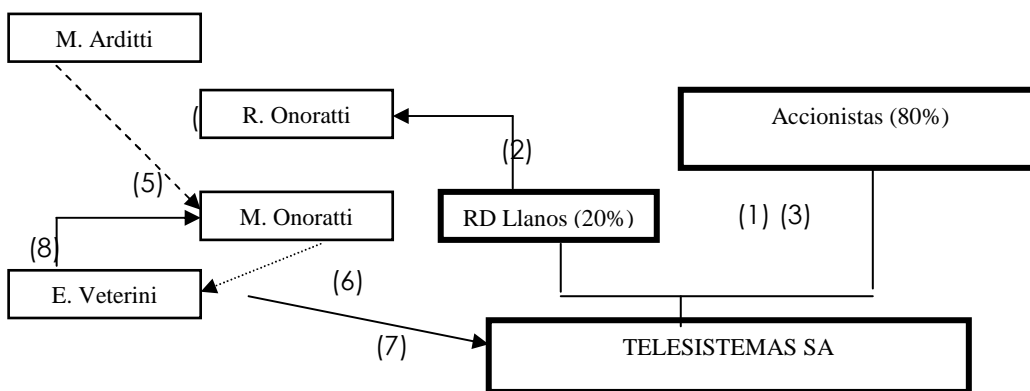 M. Arditti
(
R. Onoratti
Accionistas (80%)
(2)
(5)
M. Onoratti
RD Llanos (20%)
(1) (3)
(8)
E. Veterini
(6)
(7)
TELESISTEMAS SA